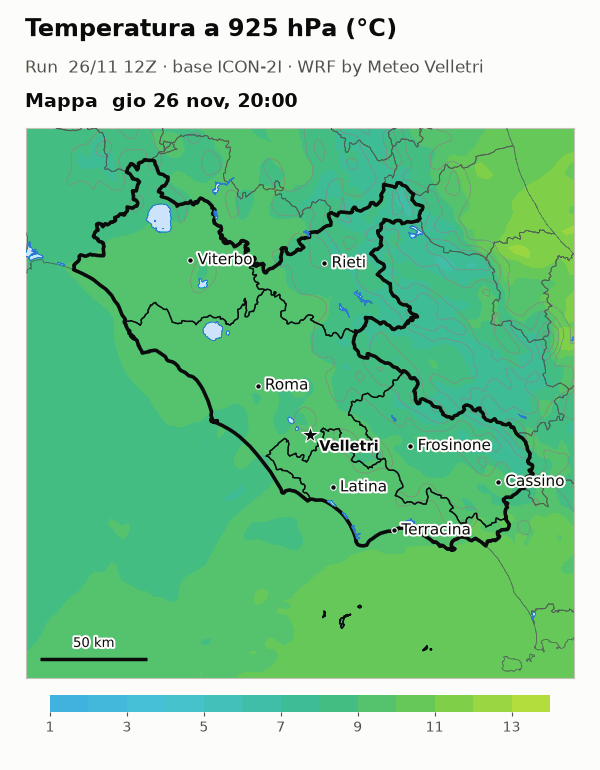 Temperatura a 925 hPa (°C)
Run  26/11 12Z · base ICON-2I · WRF by Meteo Velletri
Mappa  gio 26 nov, 20:00
Viterbo
Rieti
Roma
Velletri
Frosinone
Latina
Cassino
Terracina
50 km
1 3 5 7 9 11 13